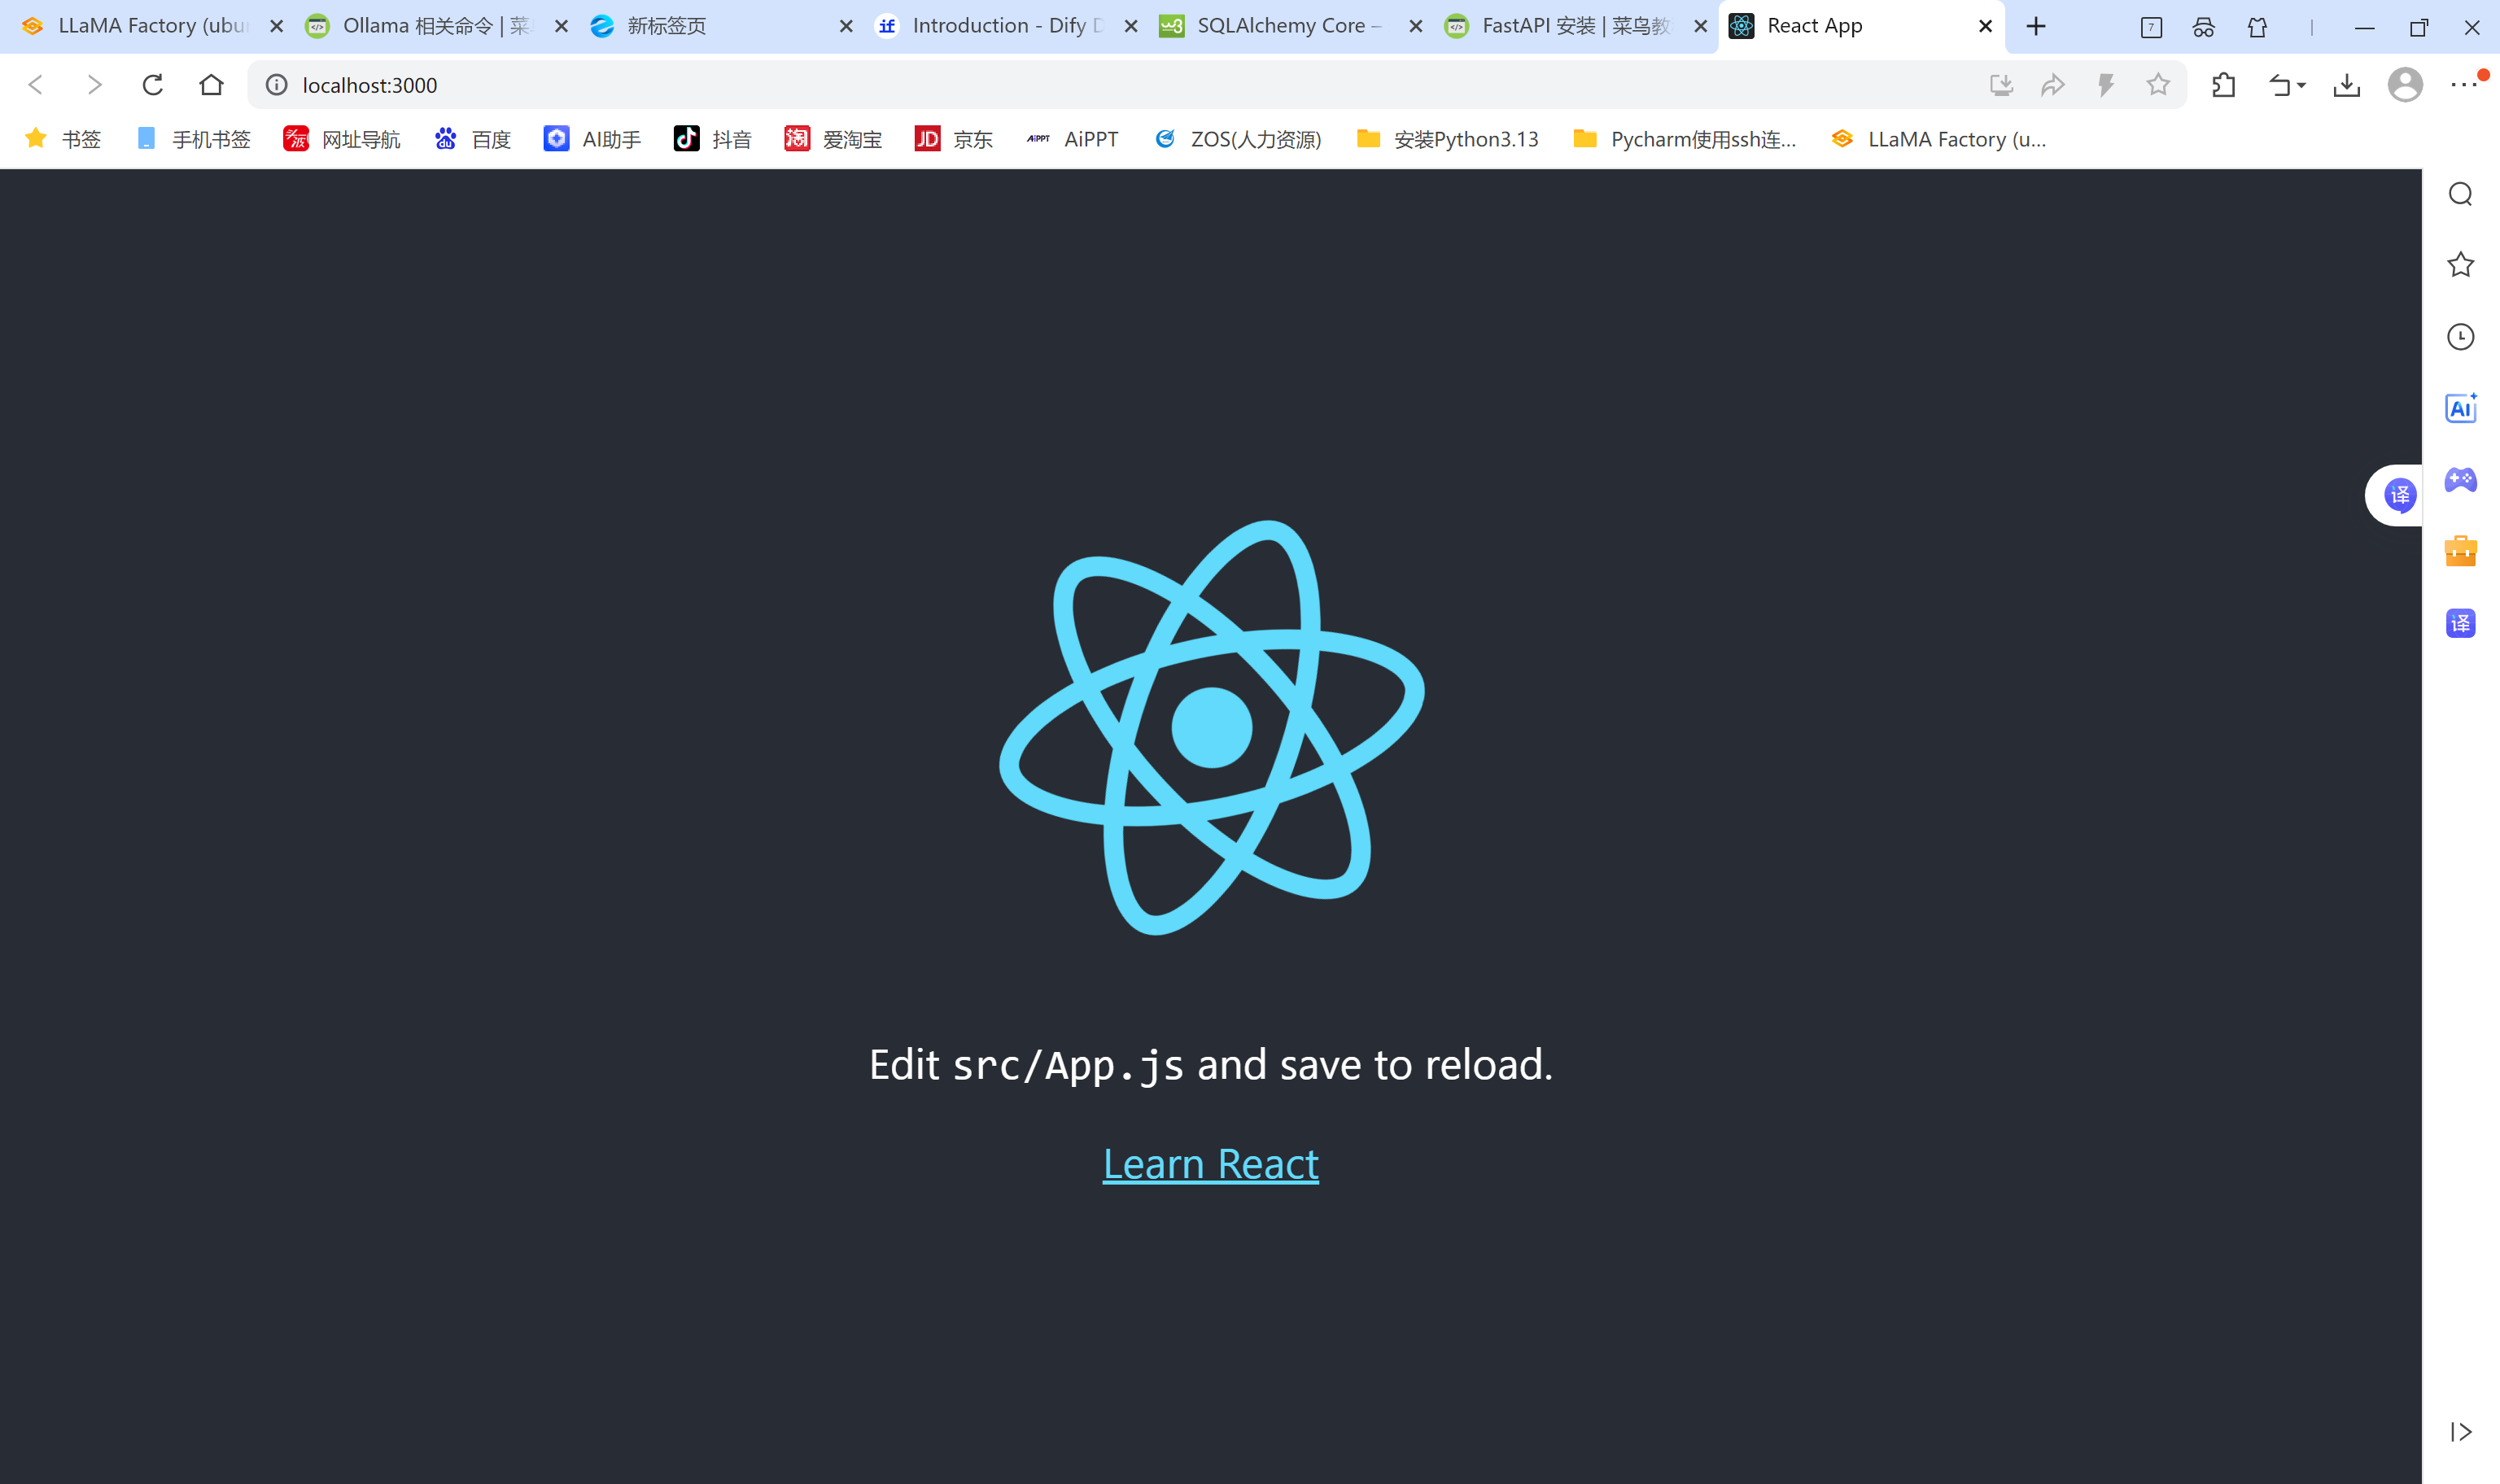 LLaMA Factory (ubu
Ollama 相关命令 | 菜
新标签页
Introduction - Dify D
SQLAlchemy Core –
FastAPI 安装 | 菜鸟教
React App
7
localhost:3000
书签
手机书签
网址导航
百度
AI助手
抖音
爱淘宝
京东
AiPPT
ZOS(人力资源)
安装Python3.13
Pycharm使用ssh连...
LLaMA Factory (u...
Ai
译
译
Edit src/App.js and save to reload.
Learn React